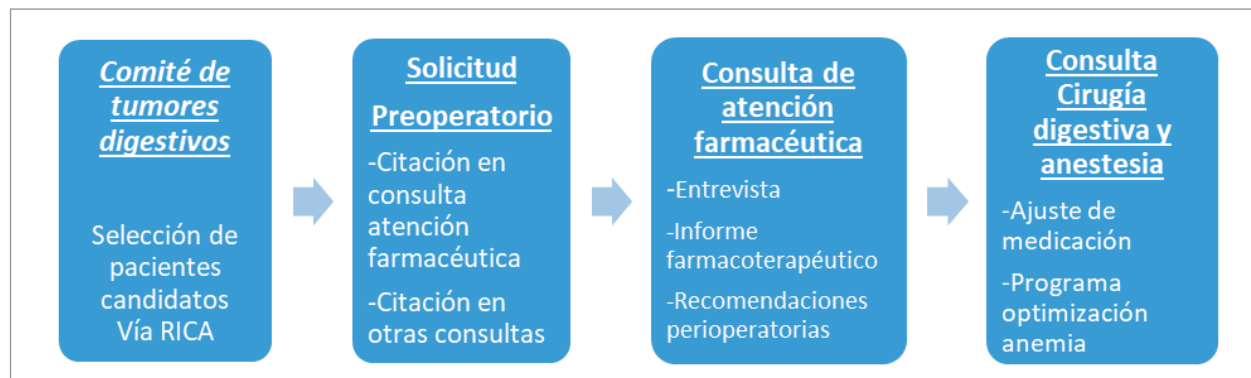 Comité de
tumores
digestivos
Selección de
pacientes
candidatos
Vía RICA
Solicitud
Preoperatorio
-Citación en
consulta
atención
farmacéutica
-Citación en
otras consultas
Consulta de
atención
farmacéutica
-Entrevista
-Informe
farmacoterapéutico
-Recomendaciones
perioperatorias
Consulta
Cirugía
digestiva y
anestesia
-Ajuste de
medicación
-Programa
optimización
anemia